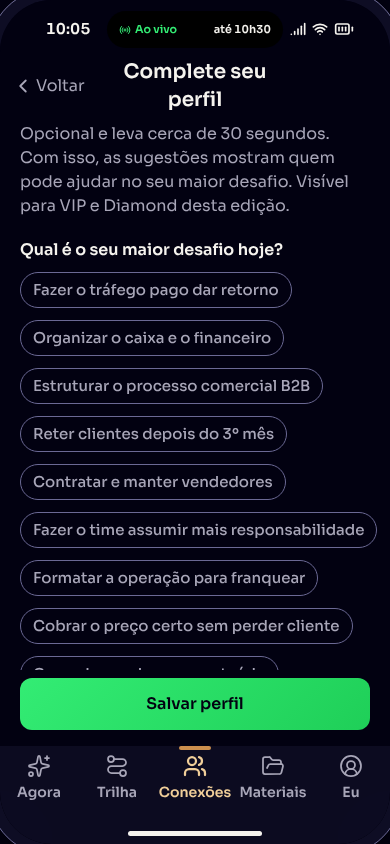 10:05
Ao vivo
até 10h30
Voltar
Complete seu
perfil
Opcional e leva cerca de 30 segundos.
Com isso, as sugestões mostram quem
pode ajudar no seu maior desafio. Visível
para VIP e Diamond desta edição.
Qual é o seu maior desafio hoje?
Fazer o tráfego pago dar retorno
Organizar o caixa e o financeiro
Estruturar o processo comercial B2B
Reter clientes depois do 3º mês
Contratar e manter vendedores
Fazer o time assumir mais responsabilidade
Formatar a operação para franquear
Cobrar o preço certo sem perder cliente
Salvar perfil
Agora
Trilha
Conexões
Materiais
Eu